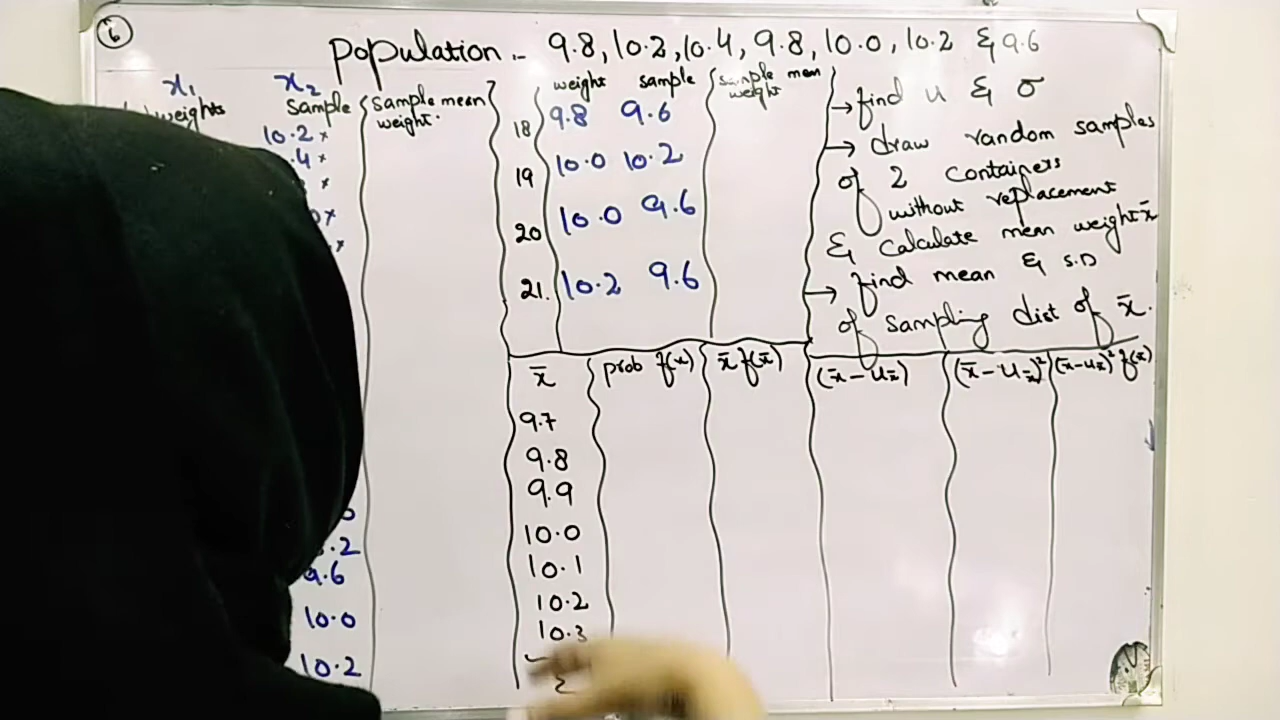 6
Population :- 9.8, 10.2, 10.4, 9.8, 10.0, 10.2 & 9.6
x₁ x₂
weights Sample Sample mean weight.
10.2 ×
.4 ×
×
×
×
.2
9.6
10.0
10.2
weight sample sample mean weight
18 9.8 9.6
19 10.0 10.2
20 10.0 9.6
21. 10.2 9.6
→ find u & σ
→ draw random samples
of 2 containers
without replacement
& calculate mean weight x̄
→ find mean & S.D
of sampling dist of x̄.
x̄ prob f(x) x̄ f(x̄) (x̄ - ux̄) (x̄ - ux̄)² (x̄-ux̄)² f(x̄)
9.7
9.8
9.9
10.0
10.1
10.2
10.3
Σ